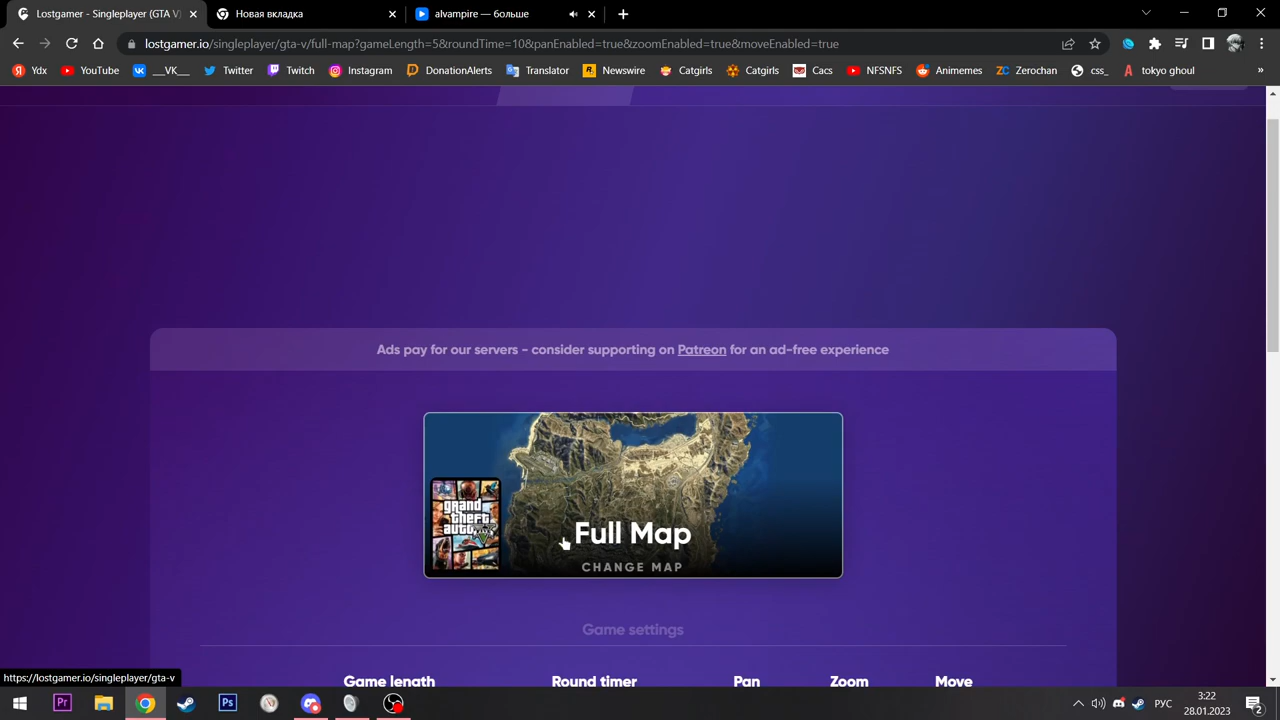 Lostgamer - Singleplayer (GTA V)
Новая вкладка
alvampire — больше
lostgamer.io/singleplayer/gta-v/full-map?gameLength=5&roundTime=10&panEnabled=true&zoomEnabled=true&moveEnabled=true
Ydx YouTube __VK__ Twitter Twitch Instagram DonationAlerts Translator Newswire Catgirls Catgirls Cacs NFSNFS Animemes Zerochan css_ tokyo ghoul »
Ads pay for our servers - consider supporting on Patreon for an ad-free experience
grand
theft
auto
V
Full Map
CHANGE MAP
Game settings
https://lostgamer.io/singleplayer/gta-v
Game length Round timer Pan Zoom Move
Pr
Ps
РУС
3:22
28.01.2023
2